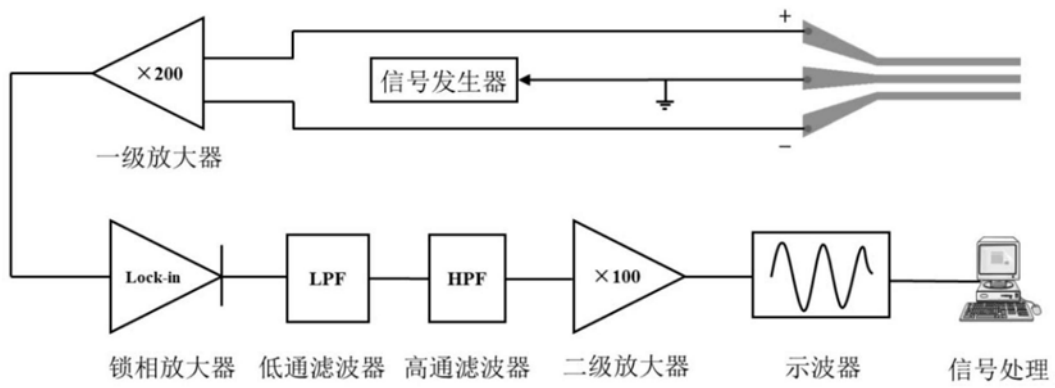 +
×200
信号发生器
−
一级放大器
Lock-in
LPF
HPF
×100
锁相放大器
低通滤波器
高通滤波器
二级放大器
示波器
信号处理